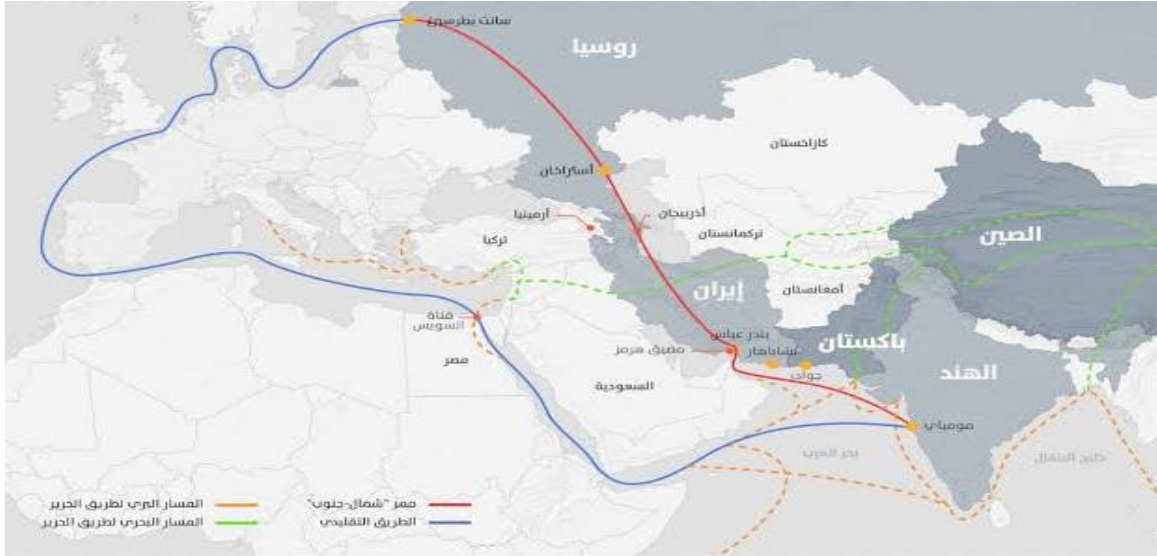 سانت بطرسبورغ
روسيا
كازاخستان
أستراخان
أذربيجان
أرمينيا
تركمانستان
تركيا
الصين
إيران
أفغانستان
قناة
السويس
بندر عباس
باكستان
مضيق هرمز
تشاباهار
مصر
جوادر
الهند
السعودية
مومباي
بحر العرب
خليج البنغال
ممر "شمال-جنوب"
المسار البري لطريق الحرير
الطريق التقليدي
المسار البحري لطريق الحرير